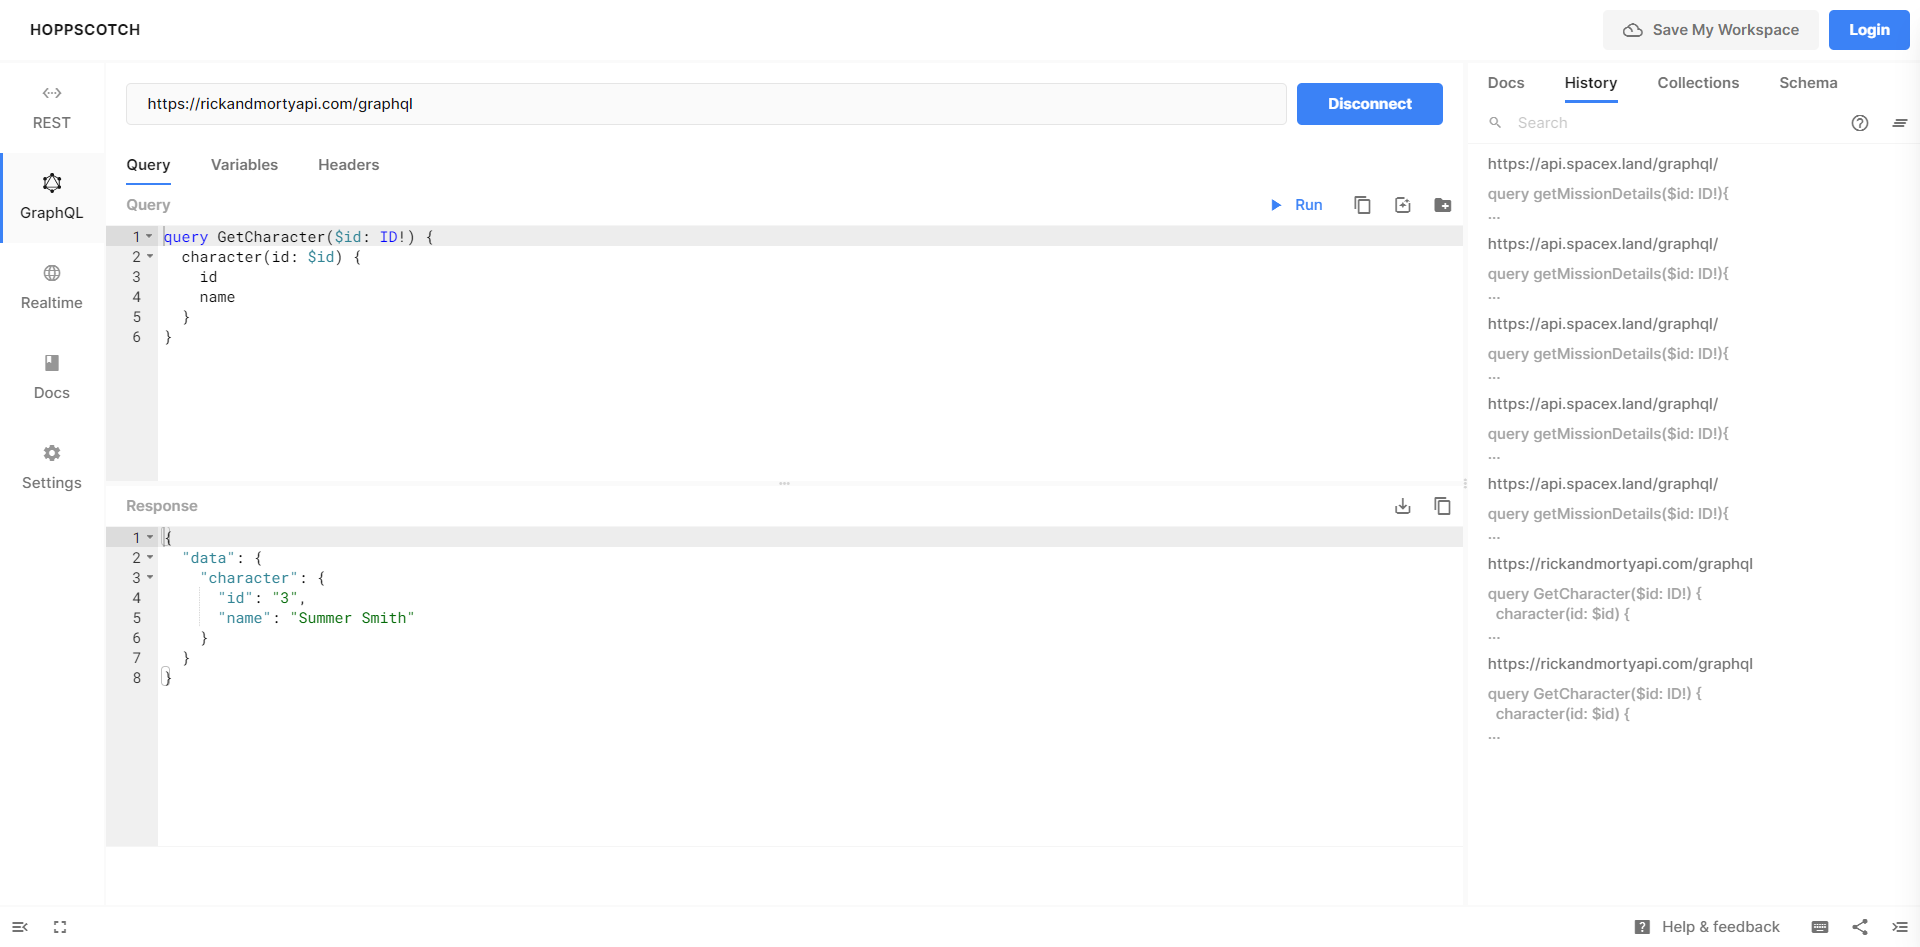 HOPPSCOTCH
Save My Workspace
Login
REST
GraphQL
Realtime
Docs
Settings
https://rickandmortyapi.com/graphql
Disconnect
Query Variables Headers
Query
Run
1 query GetCharacter($id: ID!) {
2 character(id: $id) {
3 id
4 name
5 }
6 }
Response
1 {
2 "data": {
3 "character": {
4 "id": "3",
5 "name": "Summer Smith"
6 }
7 }
8 }
Docs History Collections Schema
Search
https://api.spacex.land/graphql/
query getMissionDetails($id: ID!){
...
https://api.spacex.land/graphql/
query getMissionDetails($id: ID!){
...
https://api.spacex.land/graphql/
query getMissionDetails($id: ID!){
...
https://api.spacex.land/graphql/
query getMissionDetails($id: ID!){
...
https://api.spacex.land/graphql/
query getMissionDetails($id: ID!){
...
https://rickandmortyapi.com/graphql
query GetCharacter($id: ID!) {
character(id: $id) {
...
https://rickandmortyapi.com/graphql
query GetCharacter($id: ID!) {
character(id: $id) {
...
Help & feedback